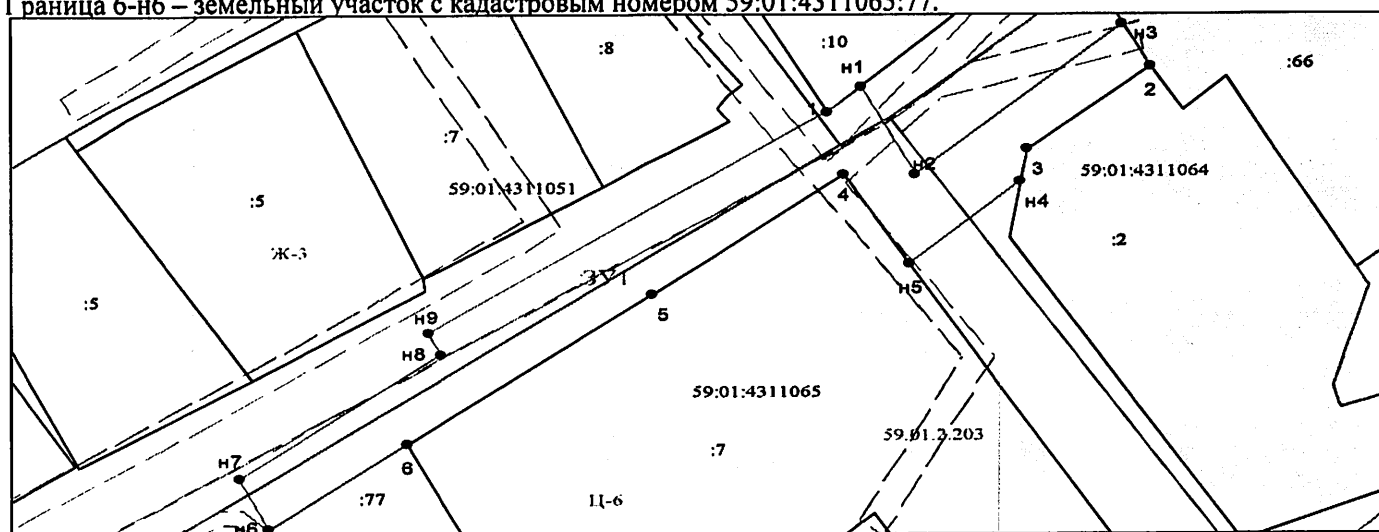 Граница 6-н6 – земельный участок с кадастровым номером 59:01:4311065:77.
:8
:10
н1
н3
:66
2
1
:7
59:01:4311051
н2
3
59:01:4311064
4
н4
:5
Ж-3
:2
ЗУ1
н5
:5
5
н9
н8
59:01:4311065
59.01.2.203
:7
6
н7
:77
Ц-6
н6